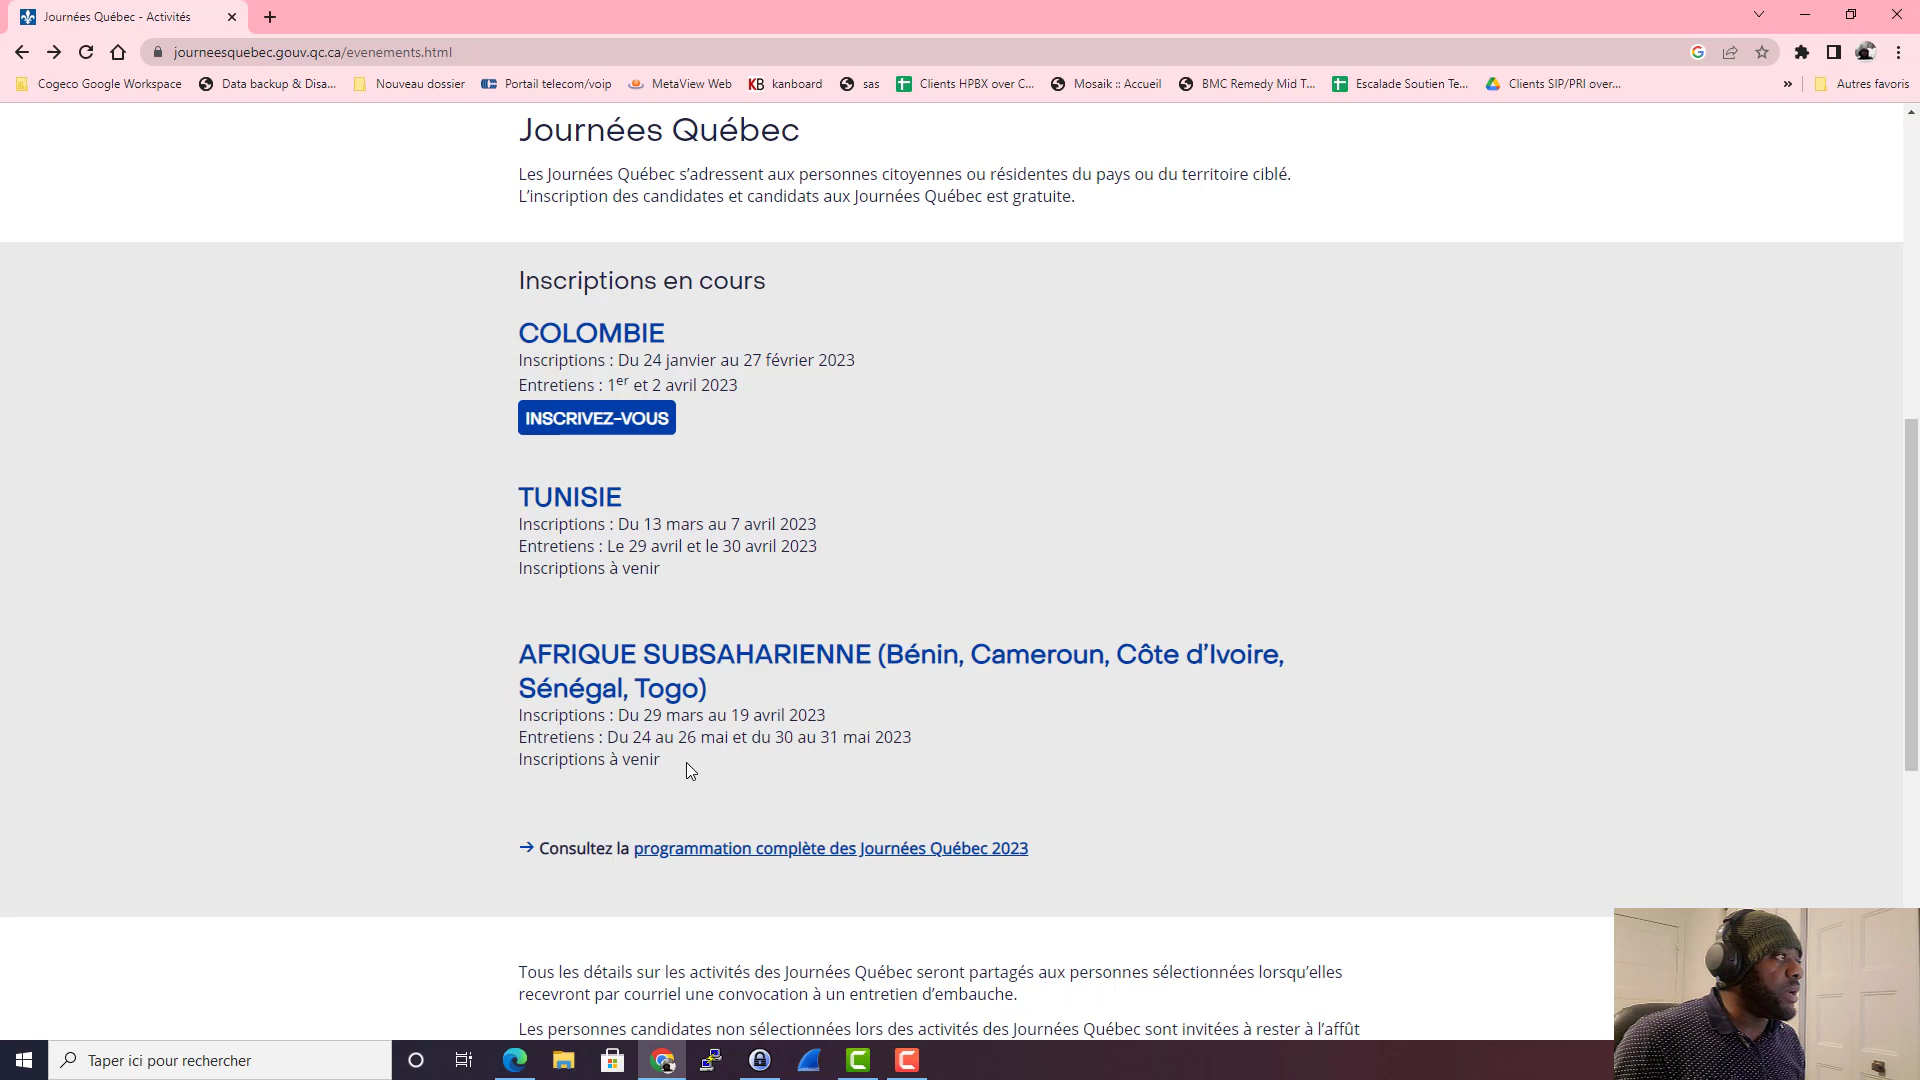 Journées Québec - Activités
journeesquebec.gouv.qc.ca/evenements.html
Cogeco Google Workspace
Data backup & Disa...
Nouveau dossier
Portail telecom/voip
MetaView Web
KB kanboard
sas
Clients HPBX over C...
Mosaik :: Accueil
BMC Remedy Mid T...
Escalade Soutien Te...
Clients SIP/PRI over...
»
Autres favoris
Journées Québec
Les Journées Québec s’adressent aux personnes citoyennes ou résidentes du pays ou du territoire ciblé.
L’inscription des candidates et candidats aux Journées Québec est gratuite.
Inscriptions en cours
COLOMBIE
Inscriptions : Du 24 janvier au 27 février 2023
Entretiens : 1er et 2 avril 2023
INSCRIVEZ-VOUS
TUNISIE
Inscriptions : Du 13 mars au 7 avril 2023
Entretiens : Le 29 avril et le 30 avril 2023
Inscriptions à venir
AFRIQUE SUBSAHARIENNE (Bénin, Cameroun, Côte d’Ivoire,
Sénégal, Togo)
Inscriptions : Du 29 mars au 19 avril 2023
Entretiens : Du 24 au 26 mai et du 30 au 31 mai 2023
Inscriptions à venir
→ Consultez la programmation complète des Journées Québec 2023
Tous les détails sur les activités des Journées Québec seront partagés aux personnes sélectionnées lorsqu’elles
recevront par courriel une convocation à un entretien d’embauche.
Les personnes candidates non sélectionnées lors des activités des Journées Québec sont invitées à rester à l’affût
Taper ici pour rechercher